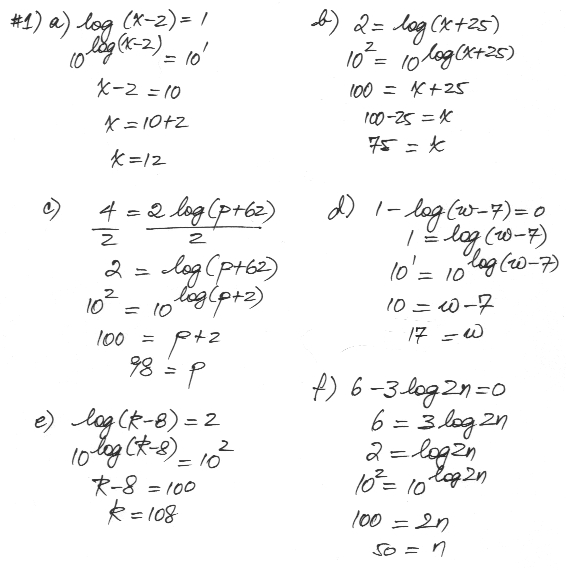 #1) a) log (x-2) = 1
10^log(x-2) = 10^1
x-2 = 10
x = 10+2
x = 12
b) 2 = log(x+25)
10^2 = 10^log(x+25)
100 = x+25
100-25 = x
75 = x
c) 4/2 = 2 log(p+62)/2
2 = log(p+62)
10^2 = 10^log(p+2)
100 = p+2
98 = p
d) 1 - log(w-7) = 0
1 = log(w-7)
10^1 = 10^log(w-7)
10 = w-7
17 = w
e) log(k-8) = 2
10^log(k-8) = 10^2
k-8 = 100
k = 108
f) 6 - 3 log 2n = 0
6 = 3 log 2n
2 = log 2n
10^2 = 10^log 2n
100 = 2n
50 = n